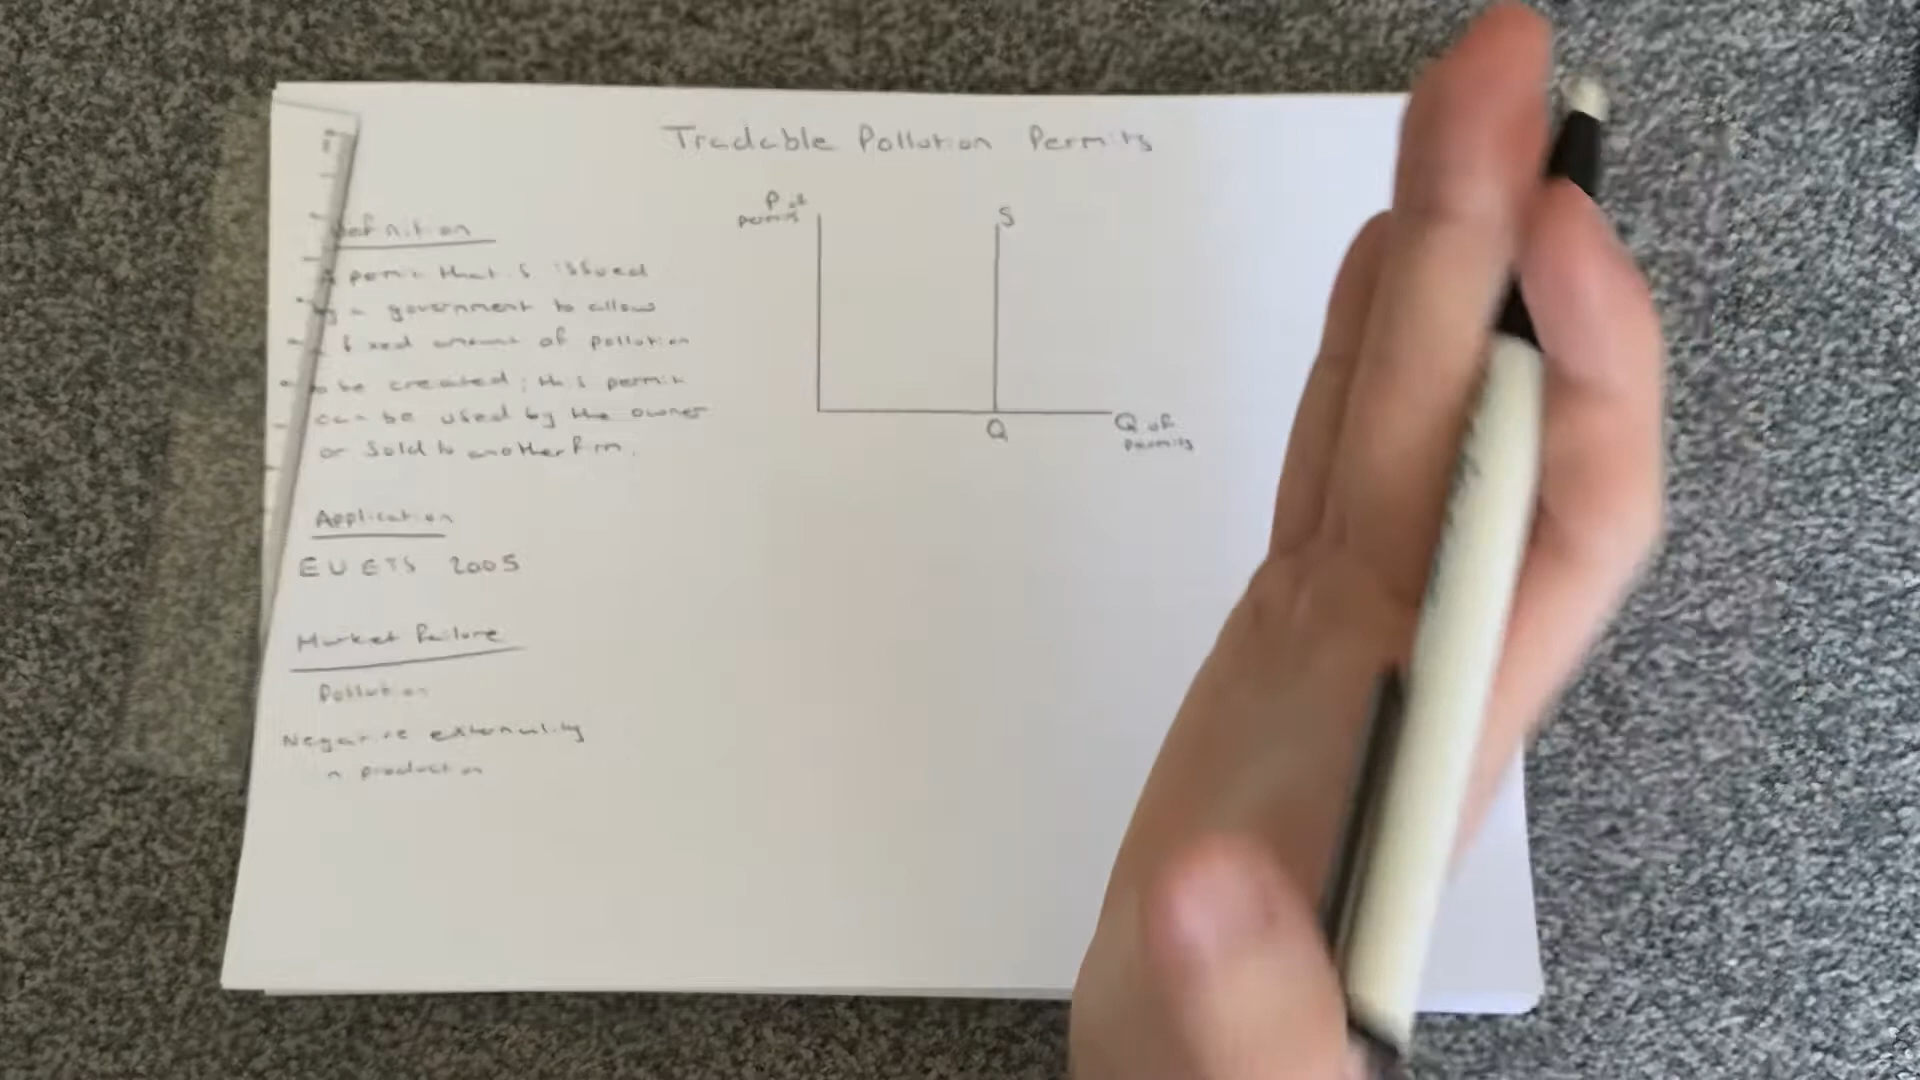 Tradable Pollution Permits
P of
permits
S
Q
Q of
permits
Definition
A permit that is issued
by a government to allow
a fixed amount of pollution
to be created; this permit
can be used by the owner
or sold to another firm.
Application
EU ETS 2005
Market Failure
Pollution
Negative externality
in production